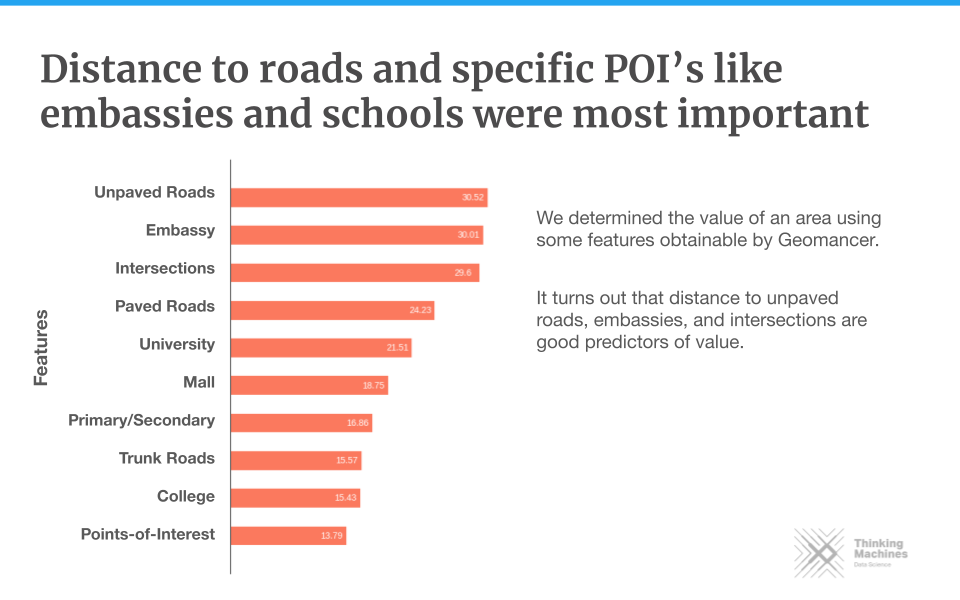 Distance to roads and specific POI’s like
embassies and schools were most important
Features
Unpaved Roads 30.52
Embassy 30.01
Intersections 29.6
Paved Roads 24.23
University 21.51
Mall 18.75
Primary/Secondary 16.86
Trunk Roads 15.57
College 15.43
Points-of-Interest 13.79
We determined the value of an area using
some features obtainable by Geomancer.
It turns out that distance to unpaved
roads, embassies, and intersections are
good predictors of value.
Thinking
Machines
Data Science